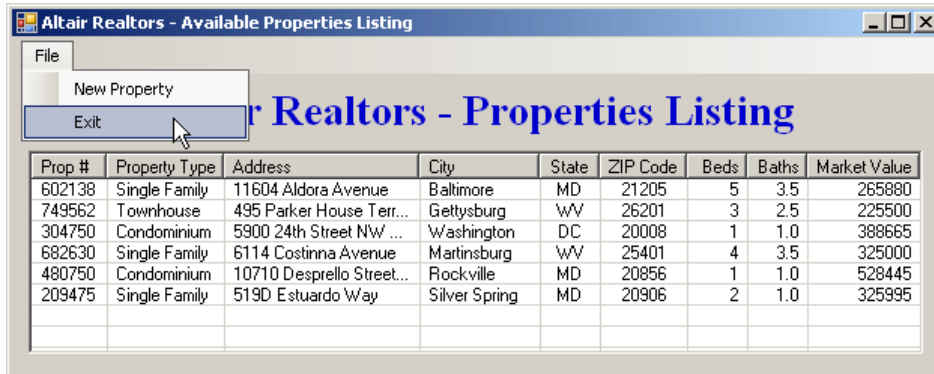 Altair Realtors - Available Properties Listing
File
New Property
Exit
r Realtors - Properties Listing
Prop # Property Type Address City State ZIP Code Beds Baths Market Value
602138 Single Family 11604 Aldora Avenue Baltimore MD 21205 5 3.5 265880
749562 Townhouse 495 Parker House Terr... Gettysburg WV 26201 3 2.5 225500
304750 Condominium 5900 24th Street NW ... Washington DC 20008 1 1.0 388665
682630 Single Family 6114 Costinna Avenue Martinsburg WV 25401 4 3.5 325000
480750 Condominium 10710 Desprello Street... Rockville MD 20856 1 1.0 528445
209475 Single Family 519D Estuardo Way Silver Spring MD 20906 2 1.0 325995